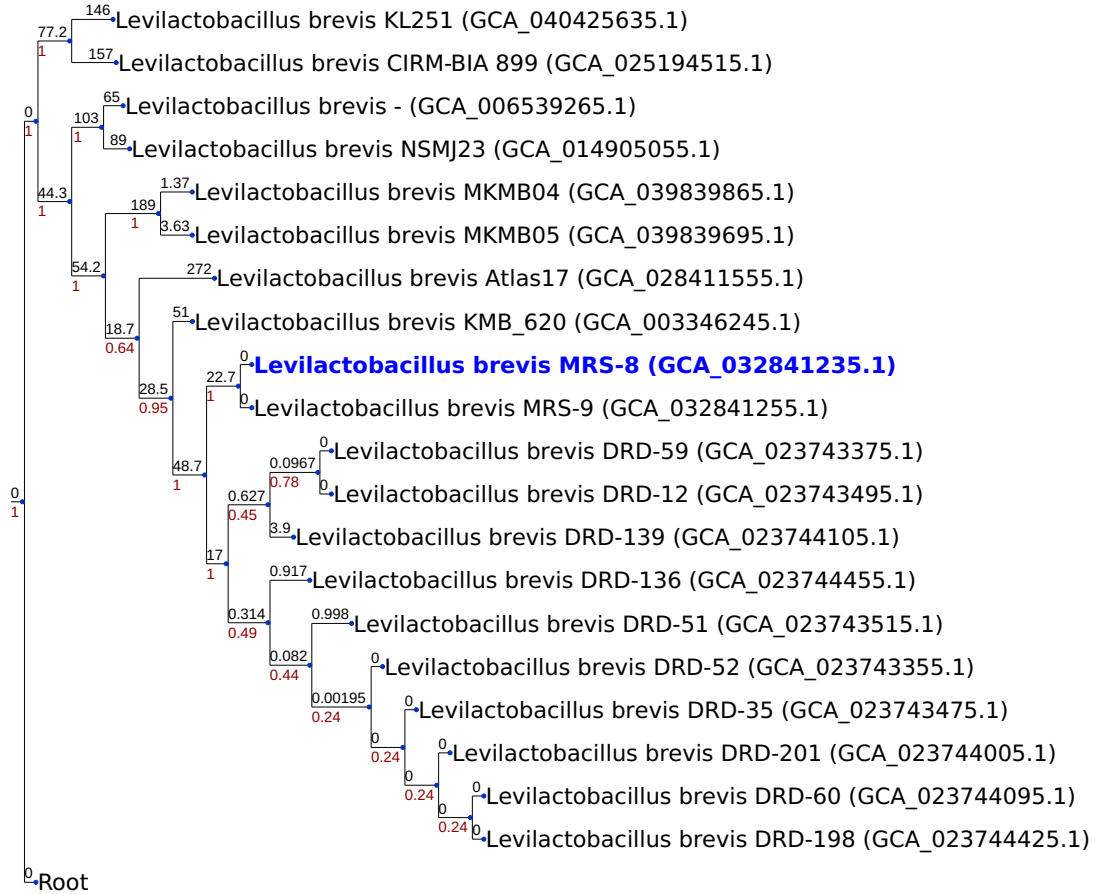 146 Levilactobacillus brevis KL251 (GCA_040425635.1)
77.2
1
157 Levilactobacillus brevis CIRM-BIA 899 (GCA_025194515.1)
65 Levilactobacillus brevis - (GCA_006539265.1)
0
1
103
1
89 Levilactobacillus brevis NSMJ23 (GCA_014905055.1)
1.37 Levilactobacillus brevis MKMB04 (GCA_039839865.1)
44.3
1
189
1
3.63 Levilactobacillus brevis MKMB05 (GCA_039839695.1)
54.2
1
272 Levilactobacillus brevis Atlas17 (GCA_028411555.1)
51 Levilactobacillus brevis KMB_620 (GCA_003346245.1)
18.7
0.64
0 Levilactobacillus brevis MRS-8 (GCA_032841235.1)
28.5
0.95
22.7
1
0 Levilactobacillus brevis MRS-9 (GCA_032841255.1)
0 Levilactobacillus brevis DRD-59 (GCA_023743375.1)
48.7
1
0.0967
0.78
0 Levilactobacillus brevis DRD-12 (GCA_023743495.1)
0
1
0.627
0.45
3.9 Levilactobacillus brevis DRD-139 (GCA_023744105.1)
17
1
0.917 Levilactobacillus brevis DRD-136 (GCA_023744455.1)
0.314
0.49
0.998 Levilactobacillus brevis DRD-51 (GCA_023743515.1)
0.082
0.44
0 Levilactobacillus brevis DRD-52 (GCA_023743355.1)
0.00195
0.24
0 Levilactobacillus brevis DRD-35 (GCA_023743475.1)
0
0.24
0 Levilactobacillus brevis DRD-201 (GCA_023744005.1)
0
0.24
0 Levilactobacillus brevis DRD-60 (GCA_023744095.1)
0
0.24
0 Levilactobacillus brevis DRD-198 (GCA_023744425.1)
0 Root